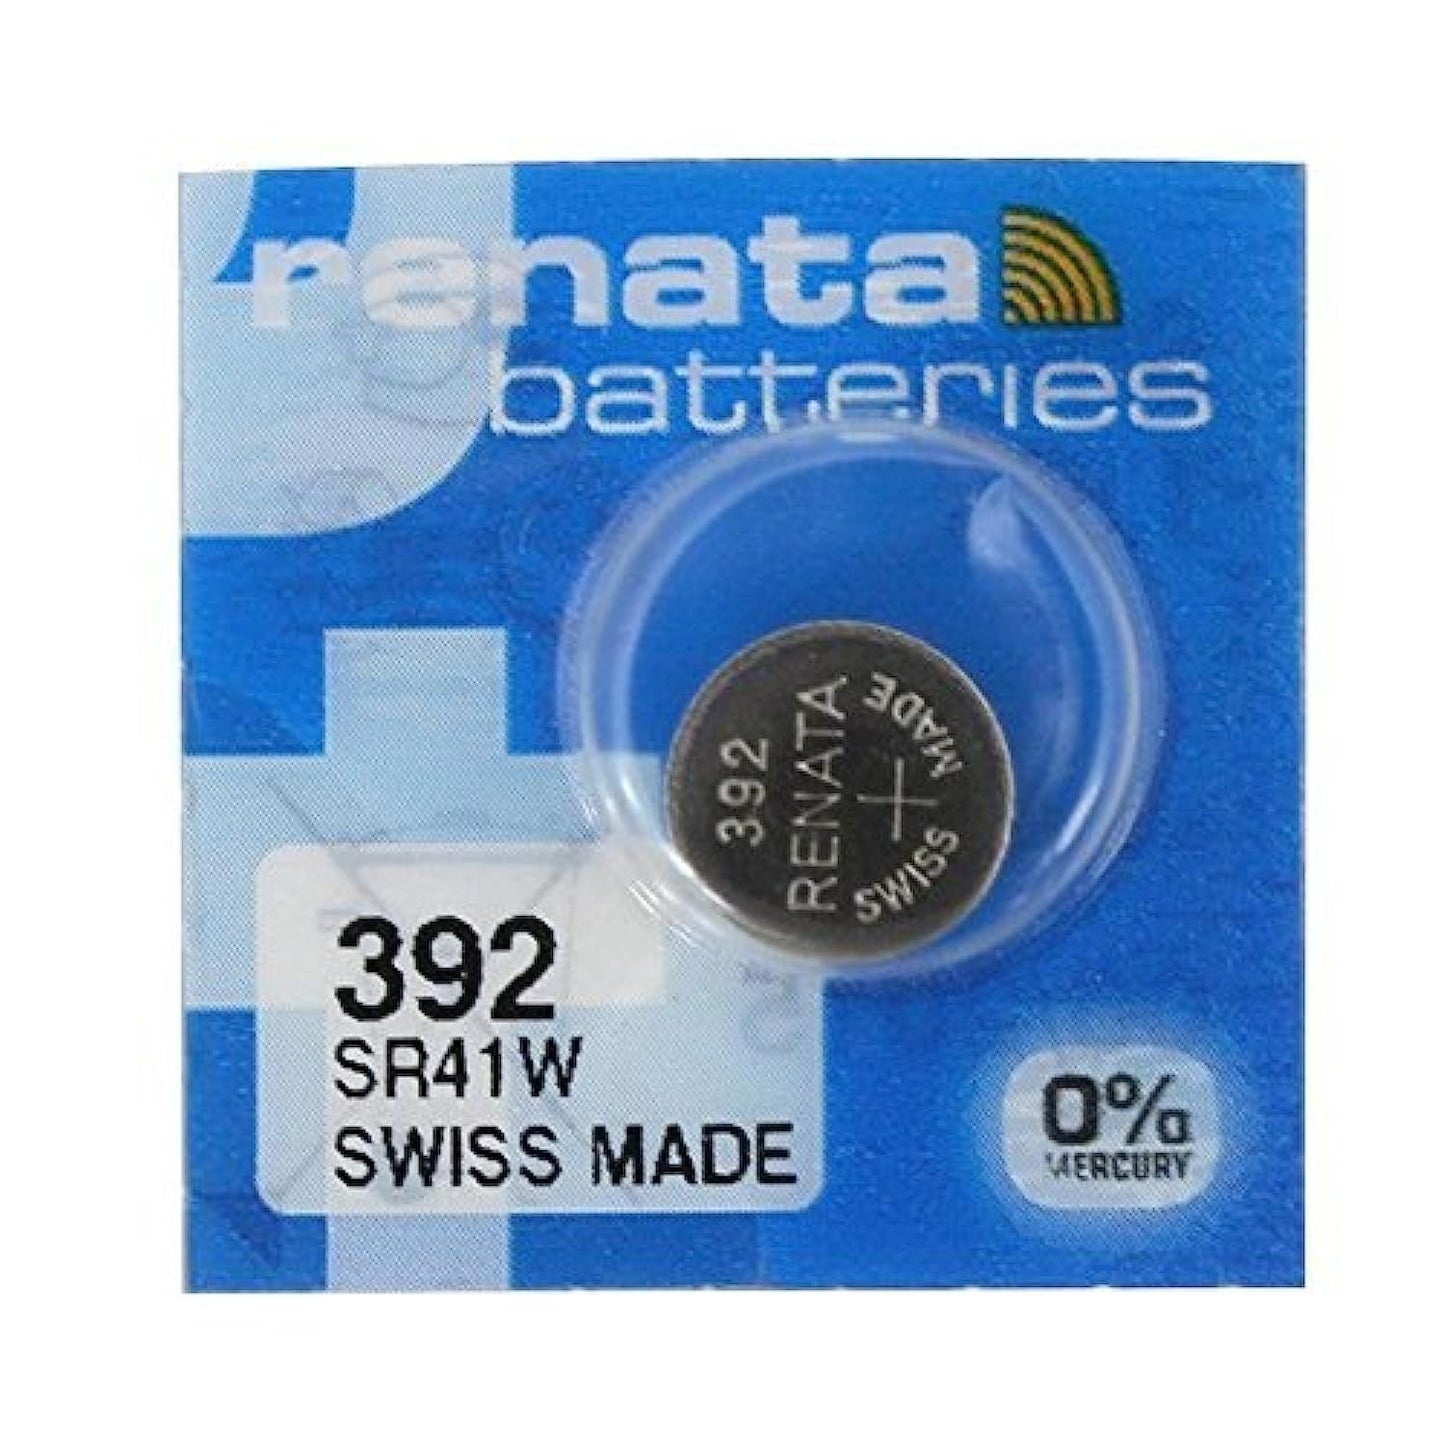 renata
batteries
392
RENATA
SWISS MADE
392
SR41W
SWISS MADE
0%
MERCURY